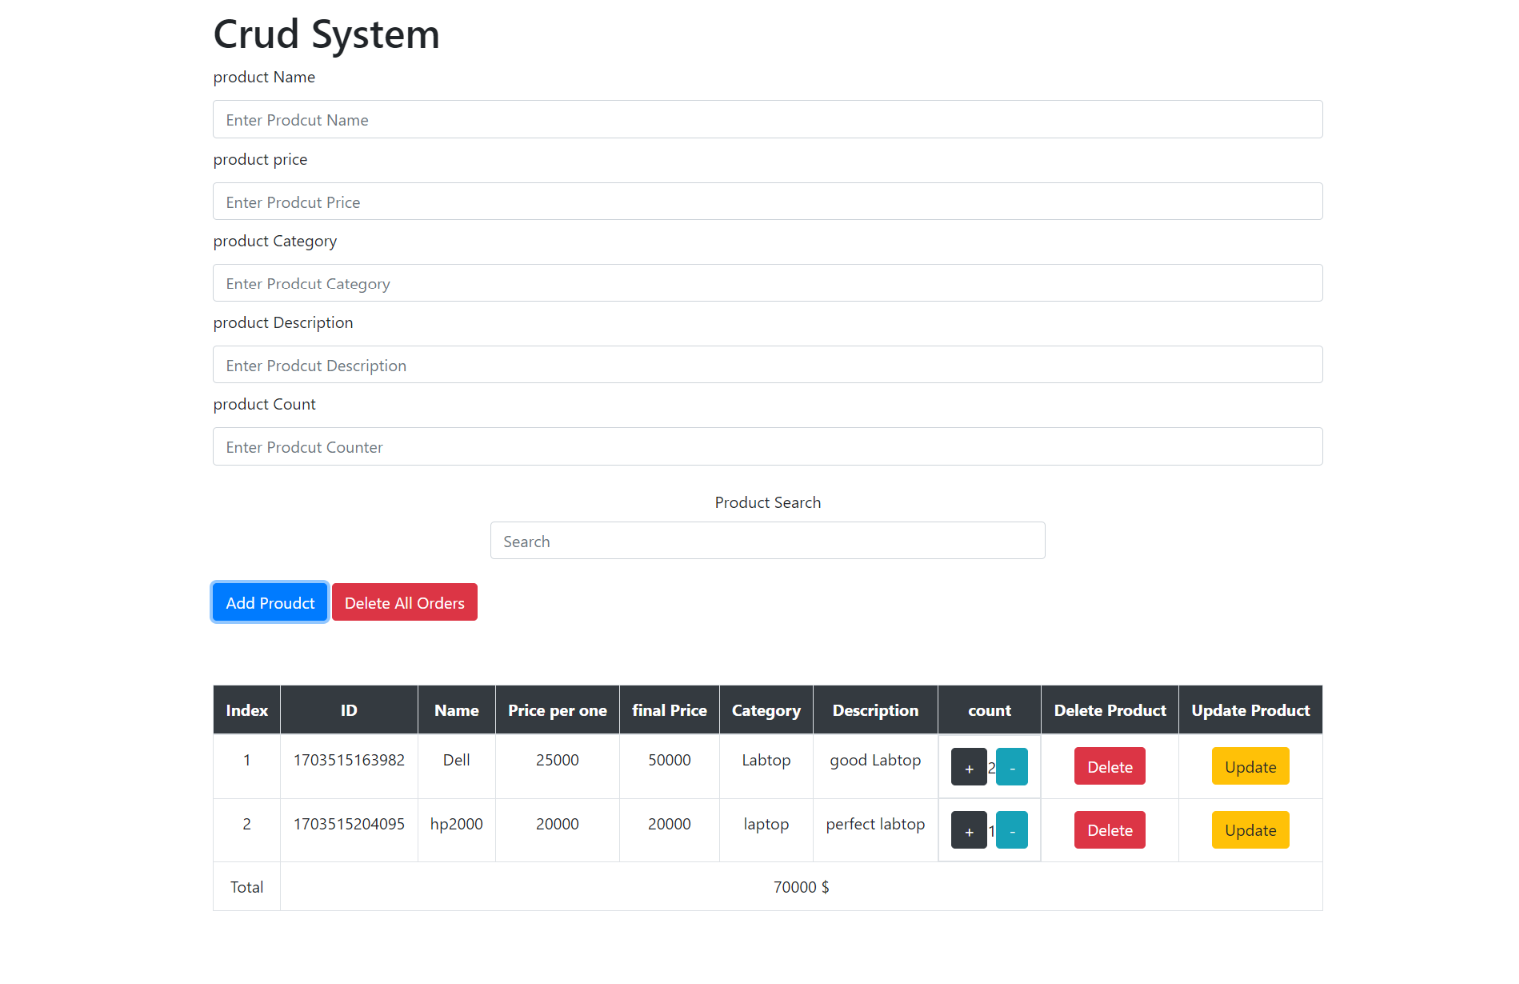 Crud System
product Name
Enter Prodcut Name
product price
Enter Prodcut Price
product Category
Enter Prodcut Category
product Description
Enter Prodcut Description
product Count
Enter Prodcut Counter
Product Search
Search
Add Proudct Delete All Orders
Index ID Name Price per one final Price Category Description count Delete Product Update Product
1 1703515163982 Dell 25000 50000 Labtop good Labtop + 2 - Delete Update
2 1703515204095 hp2000 20000 20000 laptop perfect labtop + 1 - Delete Update
Total 70000 $